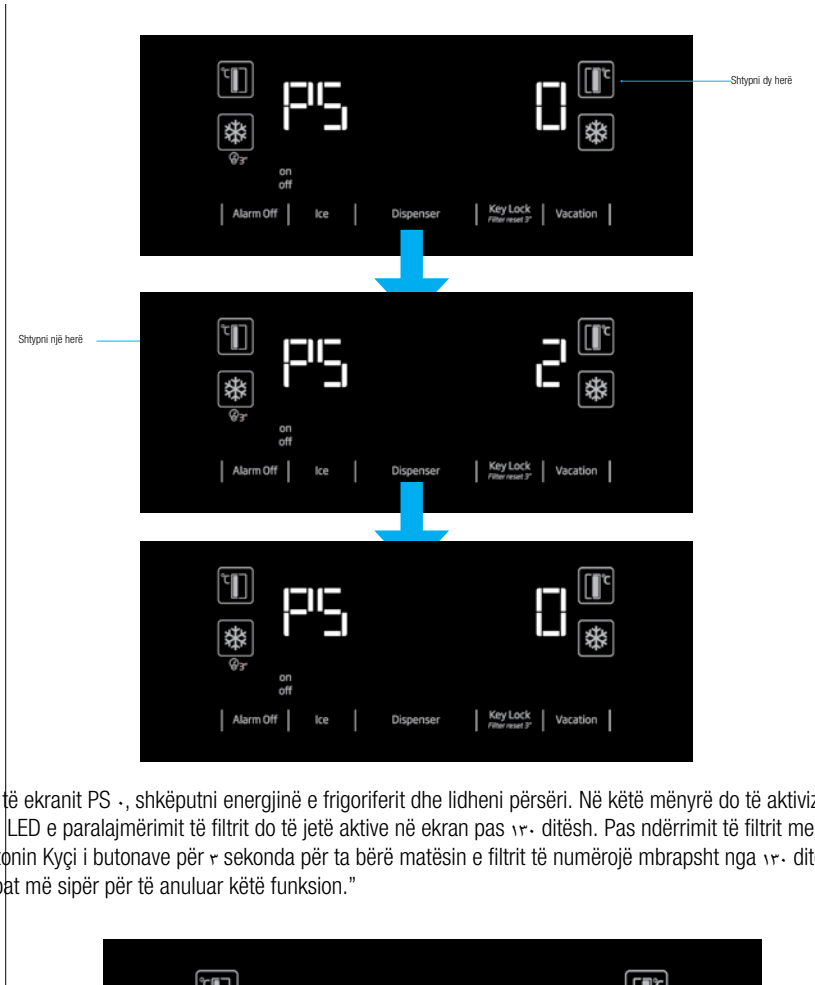 °C PS 0 °C Shtypni dy herë
3"
on
off
Alarm Off Ice Dispenser Key Lock Vacation
Filter reset 3"
Shtypni një herë °C PS 2 °C
3"
on
off
Alarm Off Ice Dispenser Key Lock Vacation
Filter reset 3"
°C PS 0 °C
3"
on
off
Alarm Off Ice Dispenser Key Lock Vacation
Filter reset 3"
të ekranit PS ٠, shkëputni energjinë e frigoriferit dhe lidheni përsëri. Në këtë mënyrë do të aktiviz
LED e paralajmërimit të filtrit do të jetë aktive në ekran pas ١٣٠ ditësh. Pas ndërrimit të filtrit me
tonin Kyçi i butonave për ٣ sekonda për ta bërë matësin e filtrit të numërojë mbrapsht nga ١٣٠ dit
pat më sipër për të anuluar këtë funksion.”
°C °C